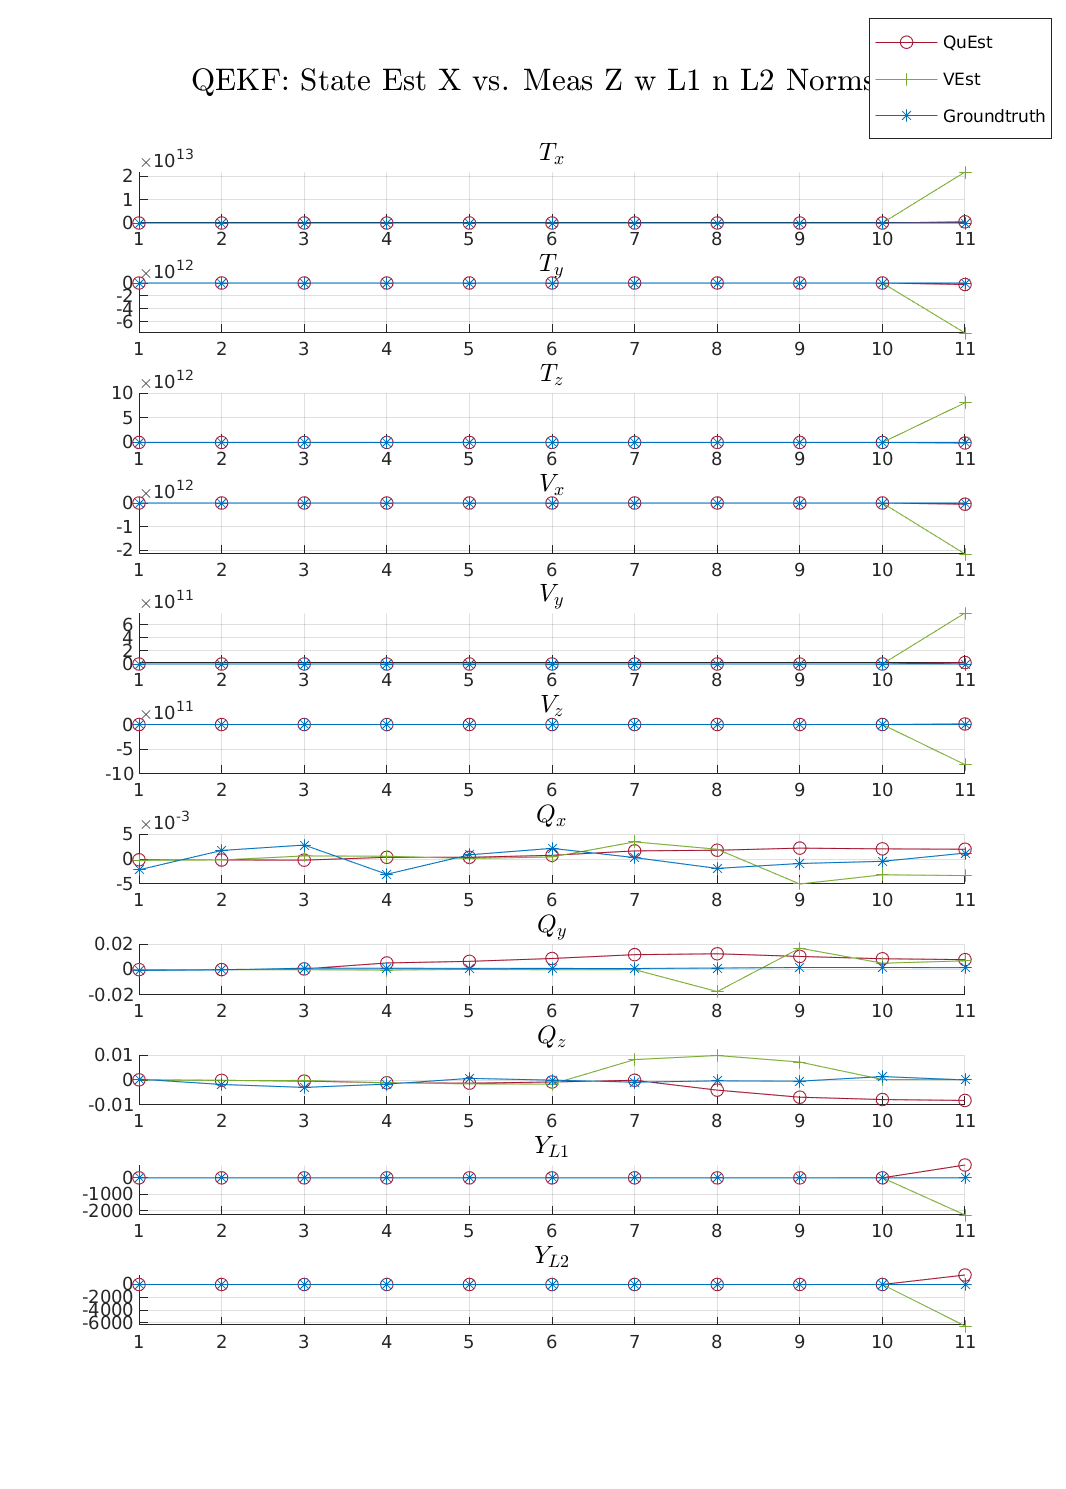 QuEst
QEKF: State Est X vs. Meas Z w L1 n L2 Norms
VEst
Groundtruth
T_x
×10^13
2
1
0
1 2 3 4 5 6 7 8 9 10 11
T_y
×10^12
0
-2
-4
-6
1 2 3 4 5 6 7 8 9 10 11
T_z
×10^12
10
5
0
1 2 3 4 5 6 7 8 9 10 11
V_x
×10^12
0
-1
-2
1 2 3 4 5 6 7 8 9 10 11
V_y
×10^11
6
4
2
0
1 2 3 4 5 6 7 8 9 10 11
V_z
×10^11
0
-5
-10
1 2 3 4 5 6 7 8 9 10 11
Q_x
×10^-3
5
0
-5
1 2 3 4 5 6 7 8 9 10 11
Q_y
0.02
0
-0.02
1 2 3 4 5 6 7 8 9 10 11
Q_z
0.01
0
-0.01
1 2 3 4 5 6 7 8 9 10 11
Y_L1
0
-1000
-2000
1 2 3 4 5 6 7 8 9 10 11
Y_L2
0
-2000
-4000
-6000
1 2 3 4 5 6 7 8 9 10 11